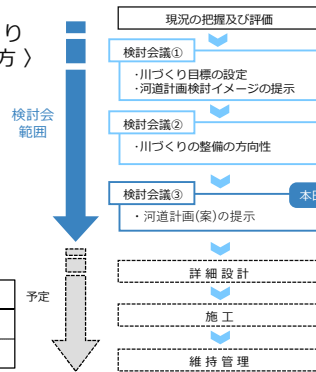 り
方 〉
現況の把握及び評価
検討会議①
・川づくり目標の設定
・河道計画検討イメージの提示
検討会
範囲
検討会議②
・川づくりの整備の方向性
検討会議③
本日
・河道計画(案)の提示
予定
詳 細 設 計
施 工
維 持 管 理